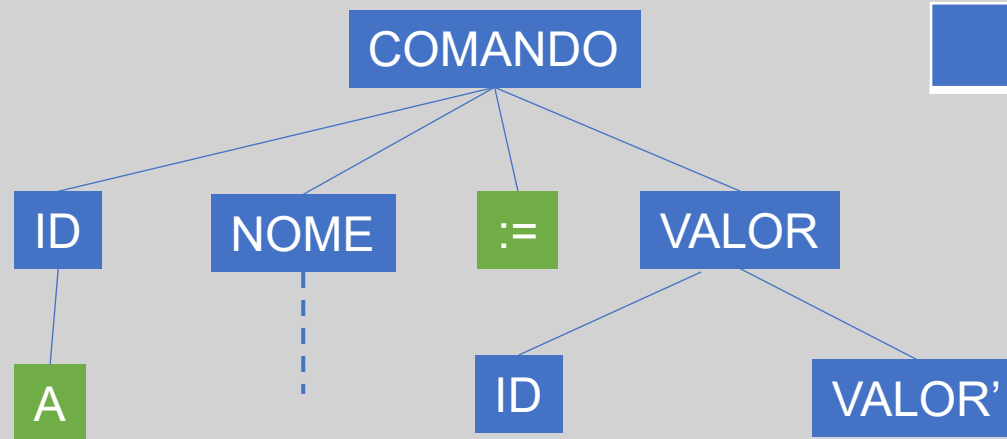 COMANDO
ID
NOME
:=
VALOR
A
ID
VALOR’